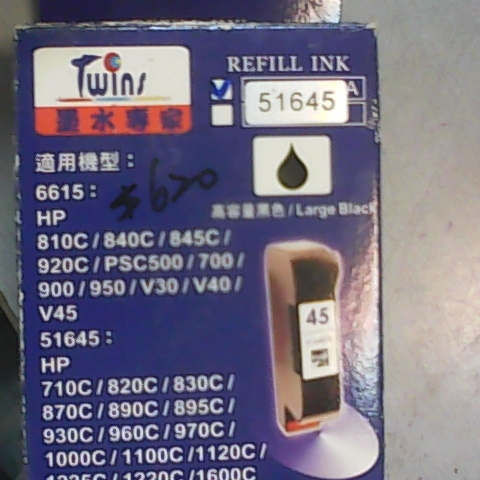 Twins
墨水專家
REFILL INK
51645
A
適用機型：
6615：
HP
810C / 840C / 845C /
920C / PSC500 / 700 /
900 / 950 / V30 / V40 /
V45
51645：
HP
710C / 820C / 830C /
870C / 890C / 895C /
930C / 960C / 970C /
1000C / 1100C / 1120C /
1220C / 1600C
高容量黑色 / Large Black
45